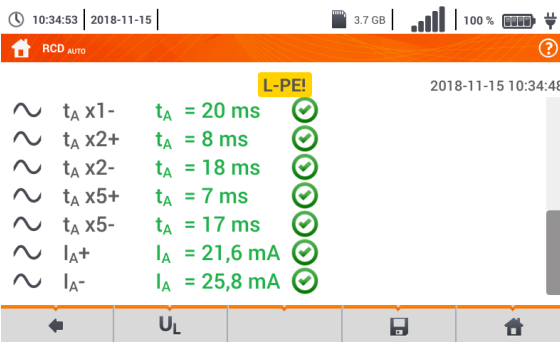 10:34:53 2018-11-15 3.7 GB 100 %
RCD AUTO
L-PE! 2018-11-15 10:34:48
tA x1- tA = 20 ms
tA x2+ tA = 8 ms
tA x2- tA = 18 ms
tA x5+ tA = 7 ms
tA x5- tA = 17 ms
IA+ IA = 21,6 mA
IA- IA = 25,8 mA
UL